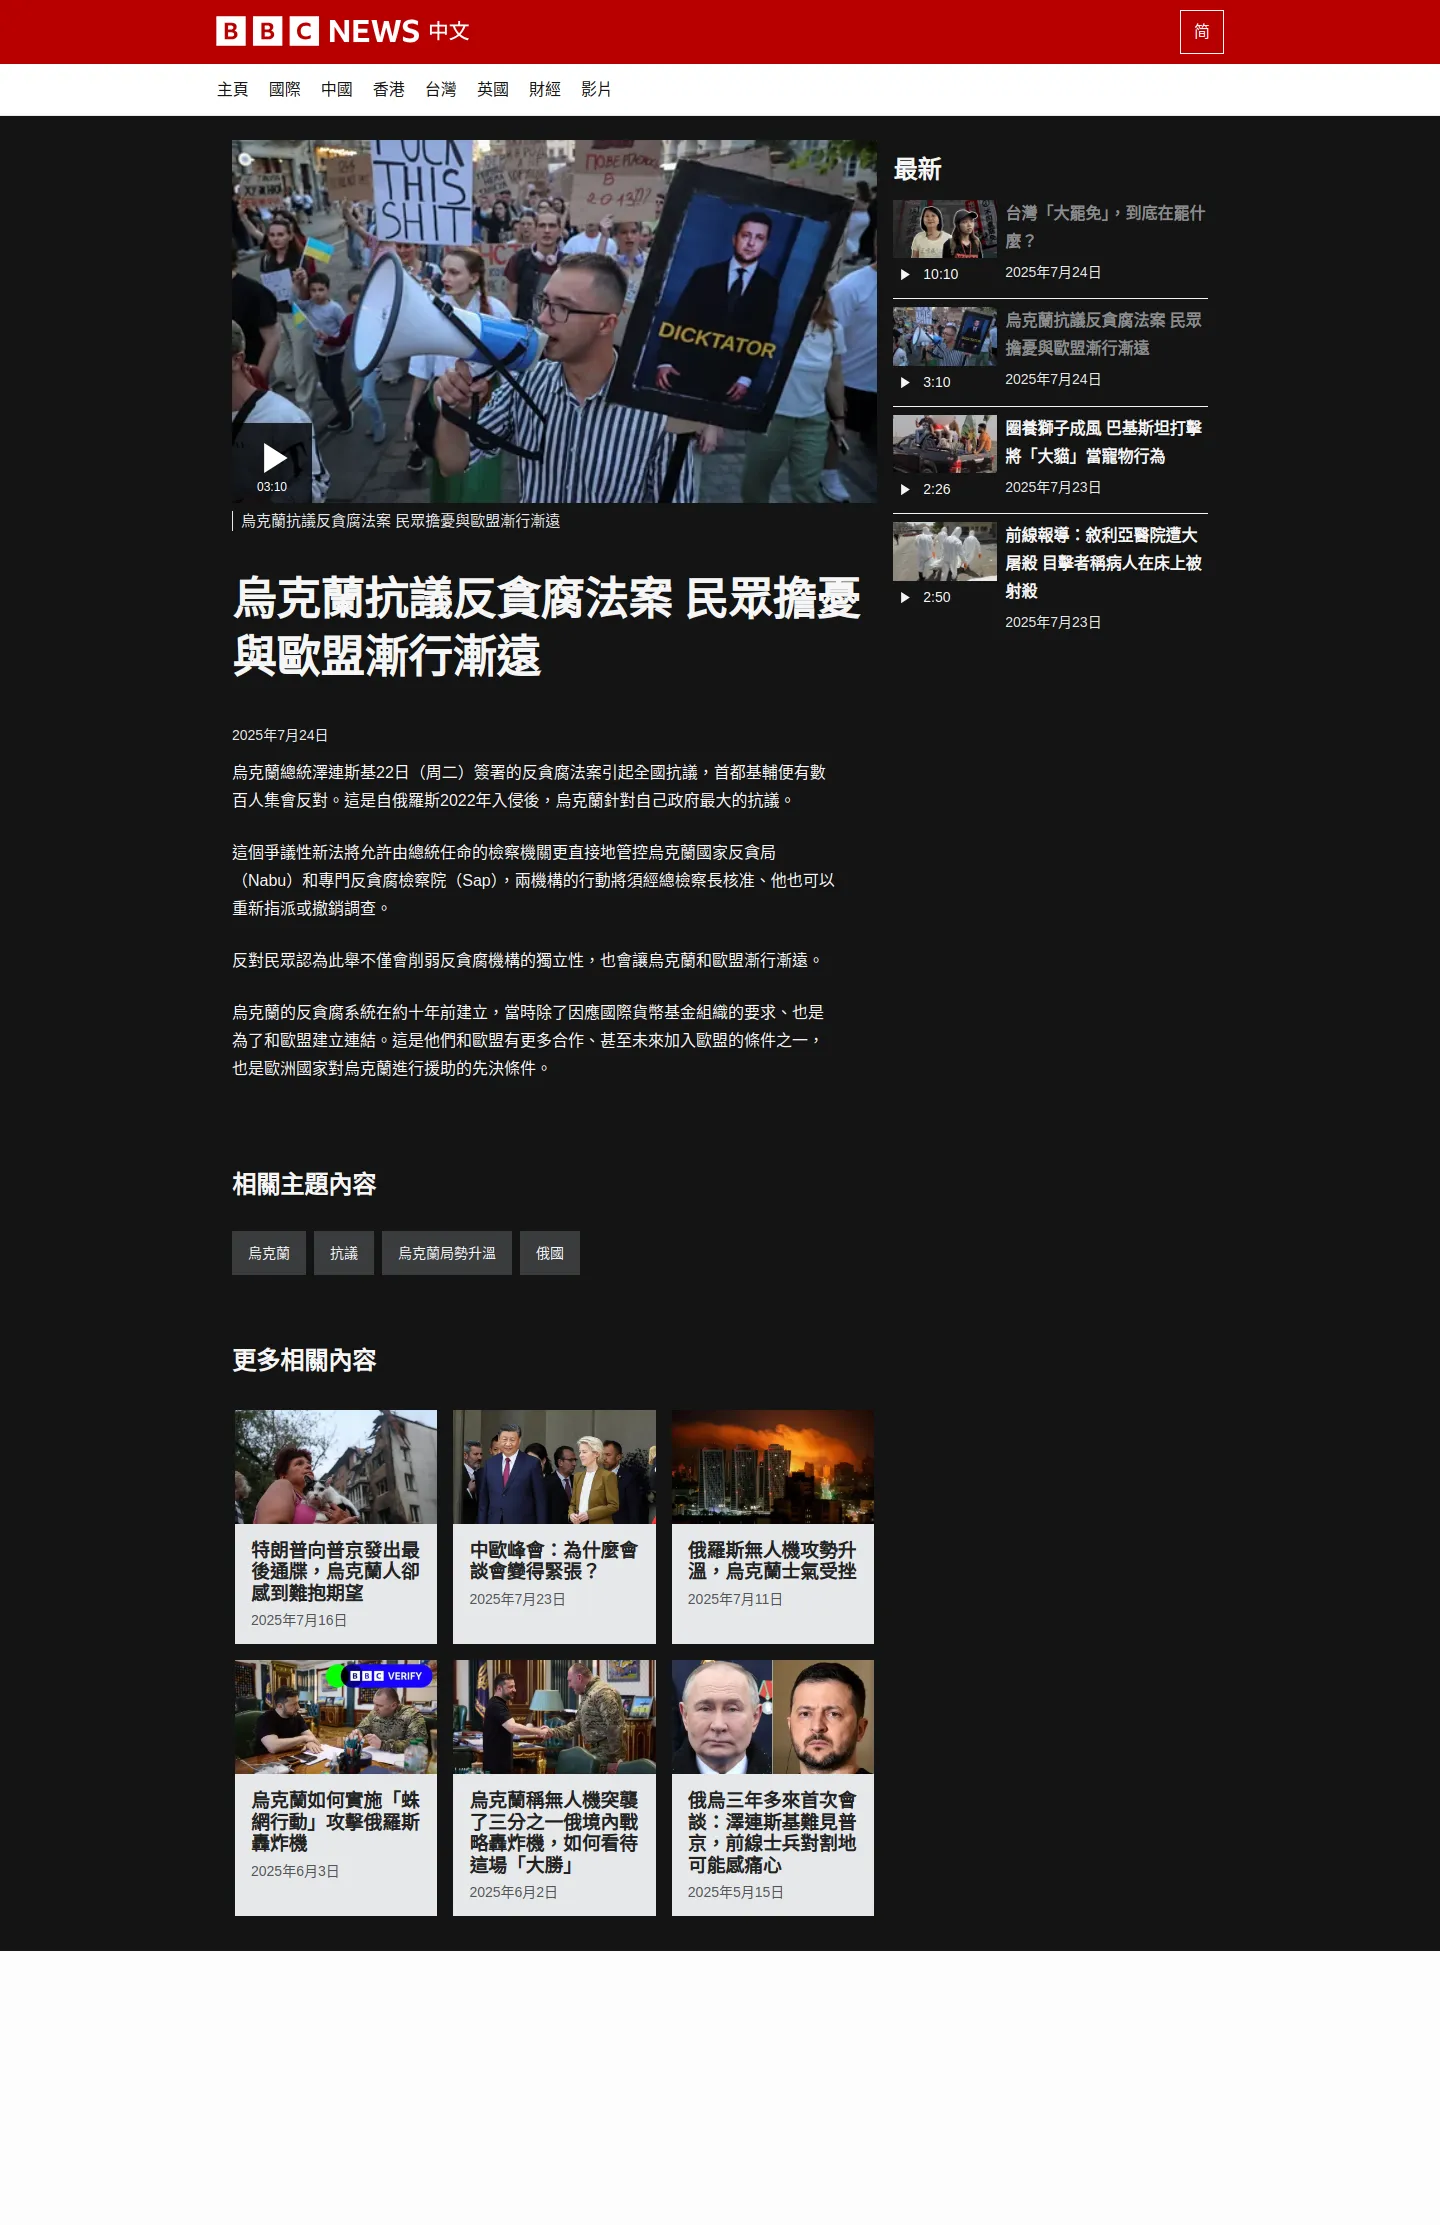 BBC NEWS 中文
简
主頁 國際 中國 香港 台灣 英國 財經 影片
THIS
SHIT
В
2013
DICKTATOR
03:10
烏克蘭抗議反貪腐法案 民眾擔憂與歐盟漸行漸遠
烏克蘭抗議反貪腐法案 民眾擔憂
與歐盟漸行漸遠
2025年7月24日
烏克蘭總統澤連斯基22日（周二）簽署的反貪腐法案引起全國抗議，首都基輔便有數
百人集會反對。這是自俄羅斯2022年入侵後，烏克蘭針對自己政府最大的抗議。
這個爭議性新法將允許由總統任命的檢察機關更直接地管控烏克蘭國家反貪局
（Nabu）和專門反貪腐檢察院（Sap），兩機構的行動將須經總檢察長核准、他也可以
重新指派或撤銷調查。
反對民眾認為此舉不僅會削弱反貪腐機構的獨立性，也會讓烏克蘭和歐盟漸行漸遠。
烏克蘭的反貪腐系統在約十年前建立，當時除了因應國際貨幣基金組織的要求、也是
為了和歐盟建立連結。這是他們和歐盟有更多合作、甚至未來加入歐盟的條件之一，
也是歐洲國家對烏克蘭進行援助的先決條件。
最新
台灣「大罷免」，到底在罷什
麼？
10:10
2025年7月24日
烏克蘭抗議反貪腐法案 民眾
擔憂與歐盟漸行漸遠
3:10
2025年7月24日
圈養獅子成風 巴基斯坦打擊
將「大貓」當寵物行為
2:26
2025年7月23日
前線報導：敘利亞醫院遭大
屠殺 目擊者稱病人在床上被
射殺
2:50
2025年7月23日
相關主題內容
烏克蘭 抗議 烏克蘭局勢升溫 俄國
更多相關內容
特朗普向普京發出最
後通牒，烏克蘭人卻
感到難抱期望
2025年7月16日
中歐峰會：為什麼會
談會變得緊張？
2025年7月23日
俄羅斯無人機攻勢升
溫，烏克蘭士氣受挫
2025年7月11日
BBC VERIFY
烏克蘭如何實施「蛛
網行動」攻擊俄羅斯
轟炸機
2025年6月3日
烏克蘭稱無人機突襲
了三分之一俄境內戰
略轟炸機，如何看待
這場「大勝」
2025年6月2日
俄烏三年多來首次會
談：澤連斯基難見普
京，前線士兵對割地
可能感痛心
2025年5月15日